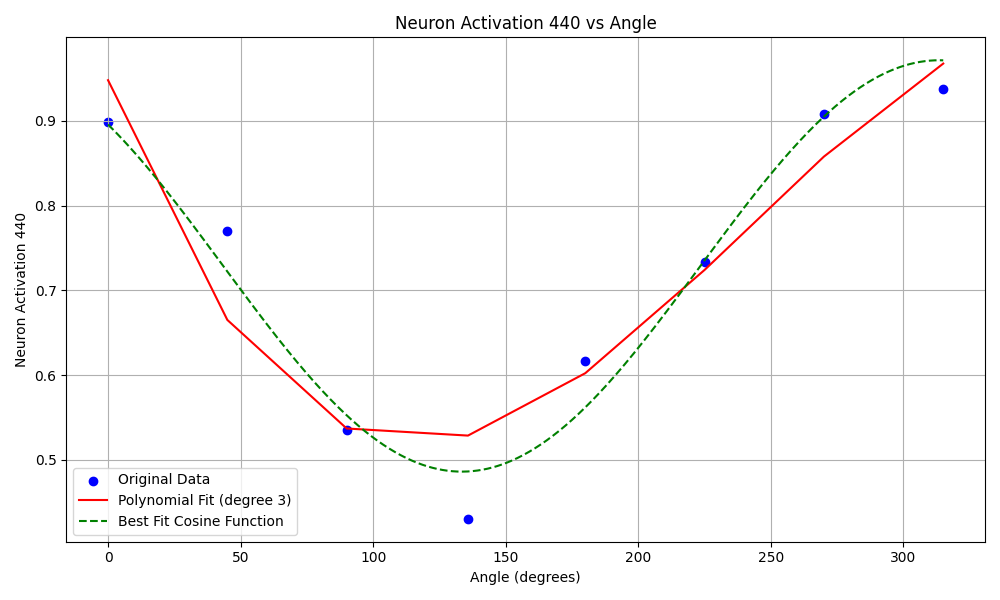 Neuron Activation 440 vs Angle
Neuron Activation 440
0.9
0.8
0.7
0.6
0.5
Original Data
Polynomial Fit (degree 3)
Best Fit Cosine Function
0 50 100 150 200 250 300
Angle (degrees)